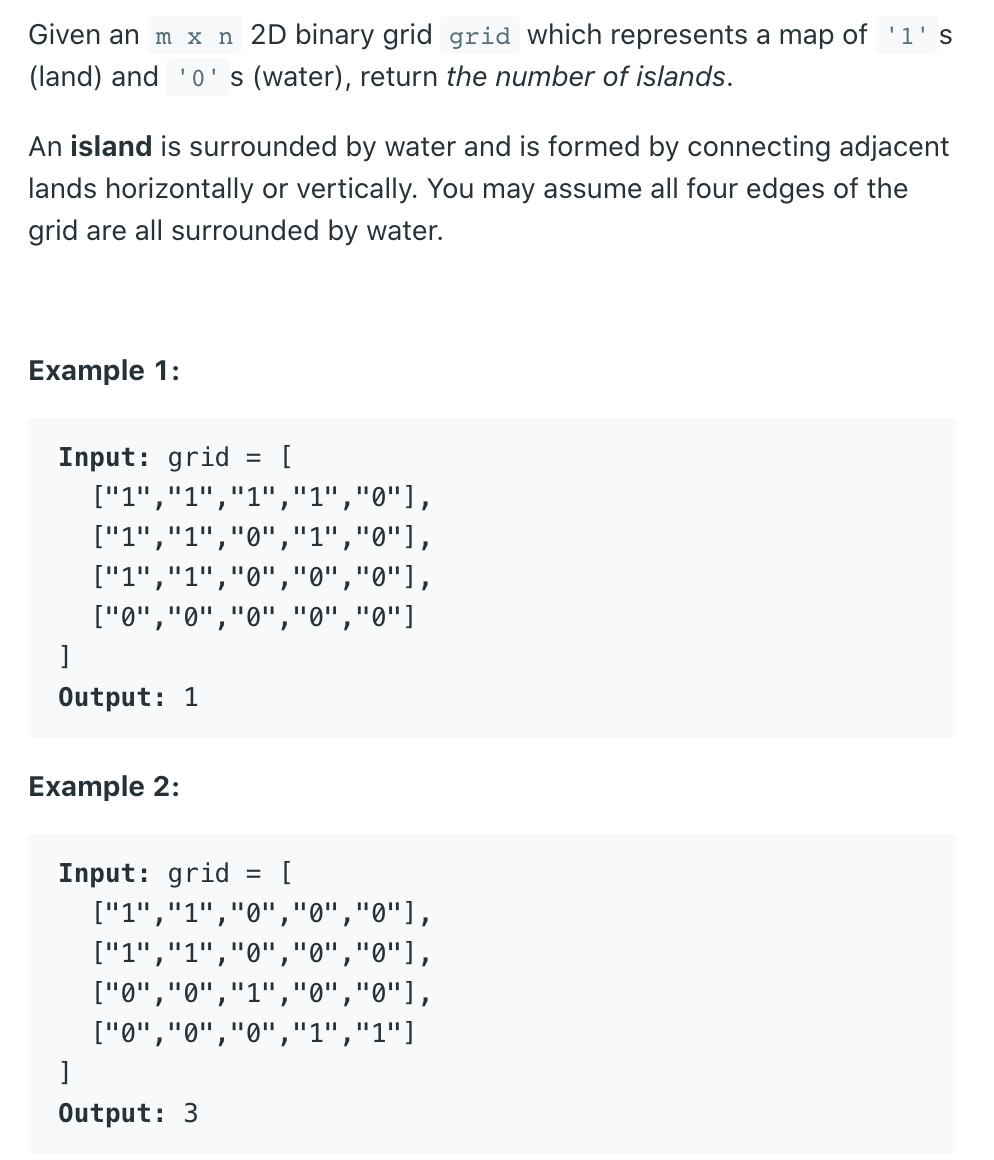 Given an m x n 2D binary grid grid which represents a map of '1' s
(land) and '0' s (water), return the number of islands.
An island is surrounded by water and is formed by connecting adjacent
lands horizontally or vertically. You may assume all four edges of the
grid are all surrounded by water.
Example 1:
Input: grid = [
["1","1","1","1","0"],
["1","1","0","1","0"],
["1","1","0","0","0"],
["0","0","0","0","0"]
]
Output: 1
Example 2:
Input: grid = [
["1","1","0","0","0"],
["1","1","0","0","0"],
["0","0","1","0","0"],
["0","0","0","1","1"]
]
Output: 3